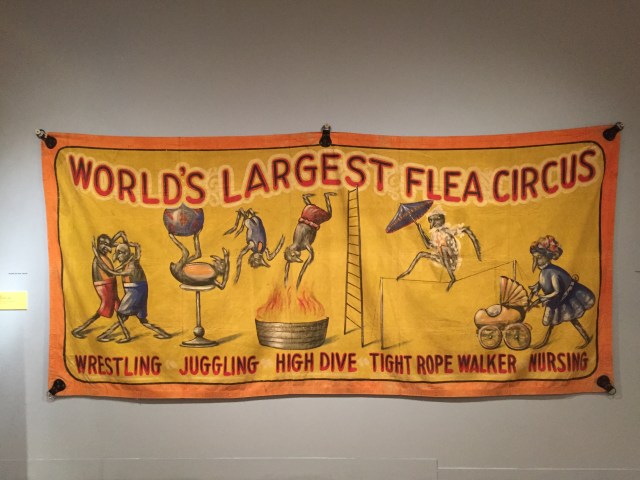 WORLD'S LARGEST FLEA CIRCUS
WRESTLING JUGGLING HIGH DIVE TIGHT ROPE WALKER NURSING